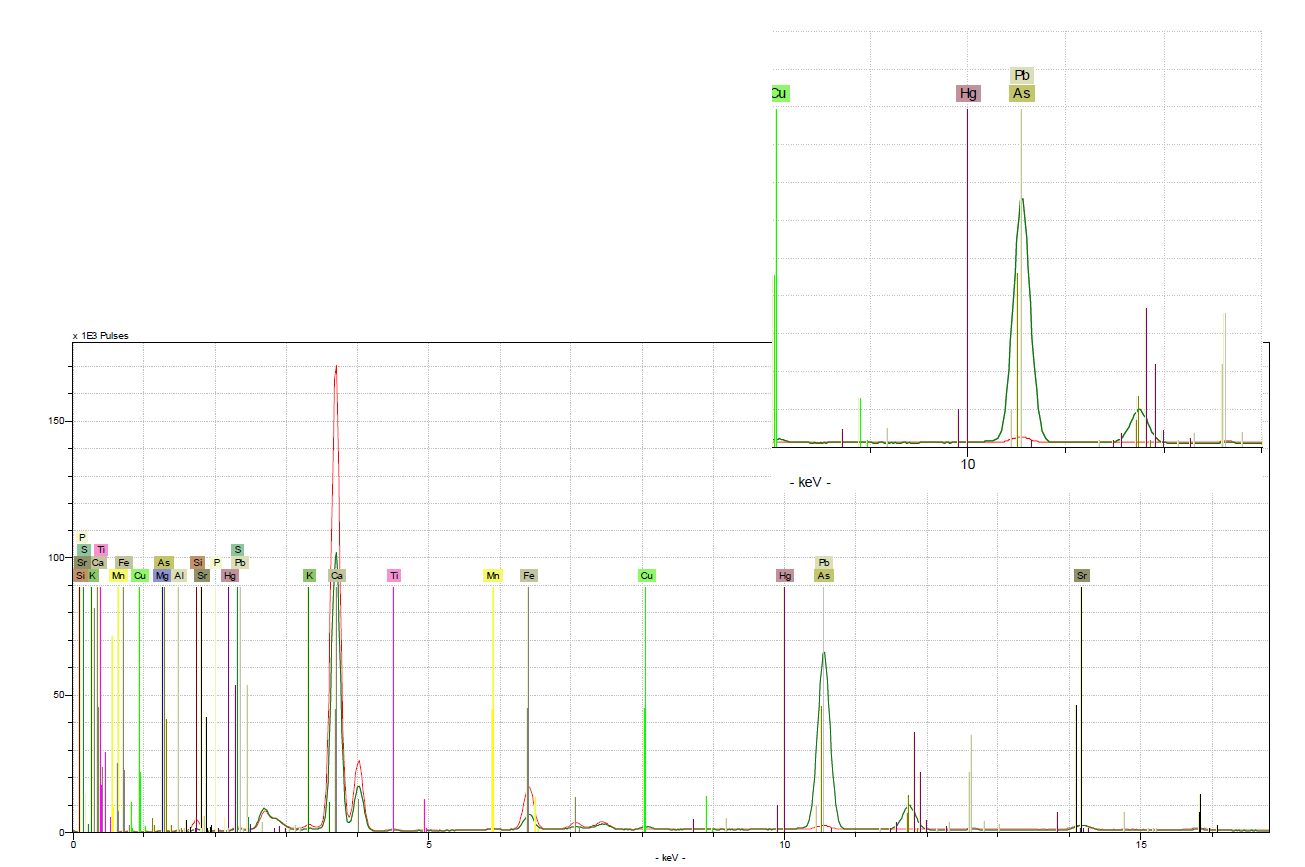 Pb
Cu Hg As
10
- keV -
x 1E3 Pulses
150
P
S Ti S
100 Sr Ca Fe As Si P Pb Pb
Si K Mn Cu Mg Al Sr Hg K Ca Ti Mn Fe Cu Hg As Sr
50
0
0 5 10 15
- keV -